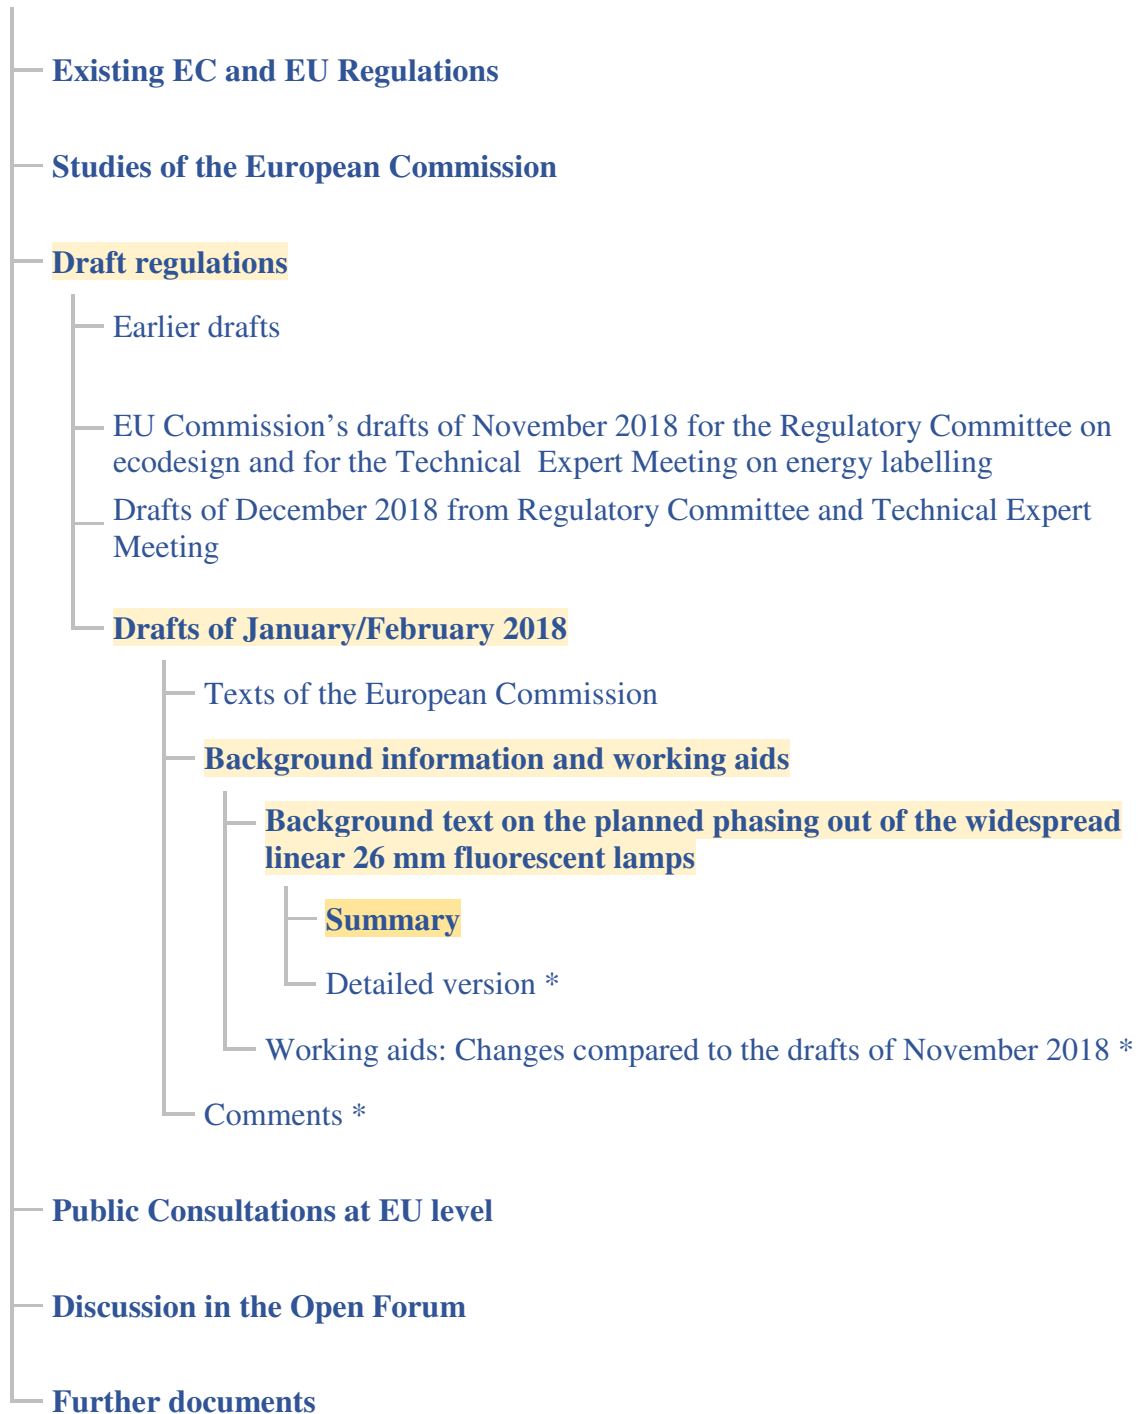 Existing EC and EU Regulations
Studies of the European Commission
Draft regulations
Earlier drafts
EU Commission’s drafts of November 2018 for the Regulatory Committee on
ecodesign and for the Technical Expert Meeting on energy labelling
Drafts of December 2018 from Regulatory Committee and Technical Expert
Meeting
Drafts of January/February 2018
Texts of the European Commission
Background information and working aids
Background text on the planned phasing out of the widespread
linear 26 mm fluorescent lamps
Summary
Detailed version *
Working aids: Changes compared to the drafts of November 2018 *
Comments *
Public Consultations at EU level
Discussion in the Open Forum
Further documents